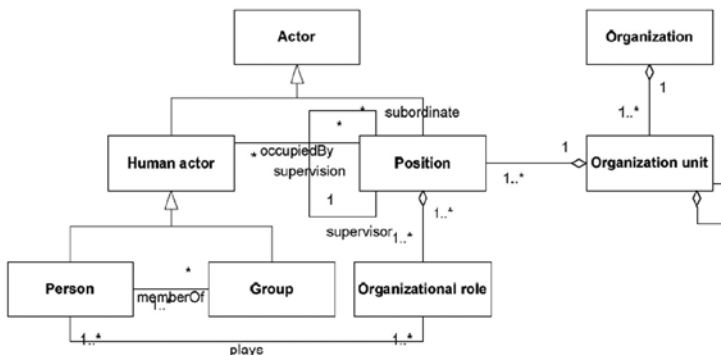 Actor
Organization
1
1..*
* subordinate
*
Human actor
* occupiedBy
Position
1
Organization unit
supervision
1..*
1
1..*
supervisor
1..*
*
Person
memberOf
1..*
Group
Organizational role
1..*
1..*
plays